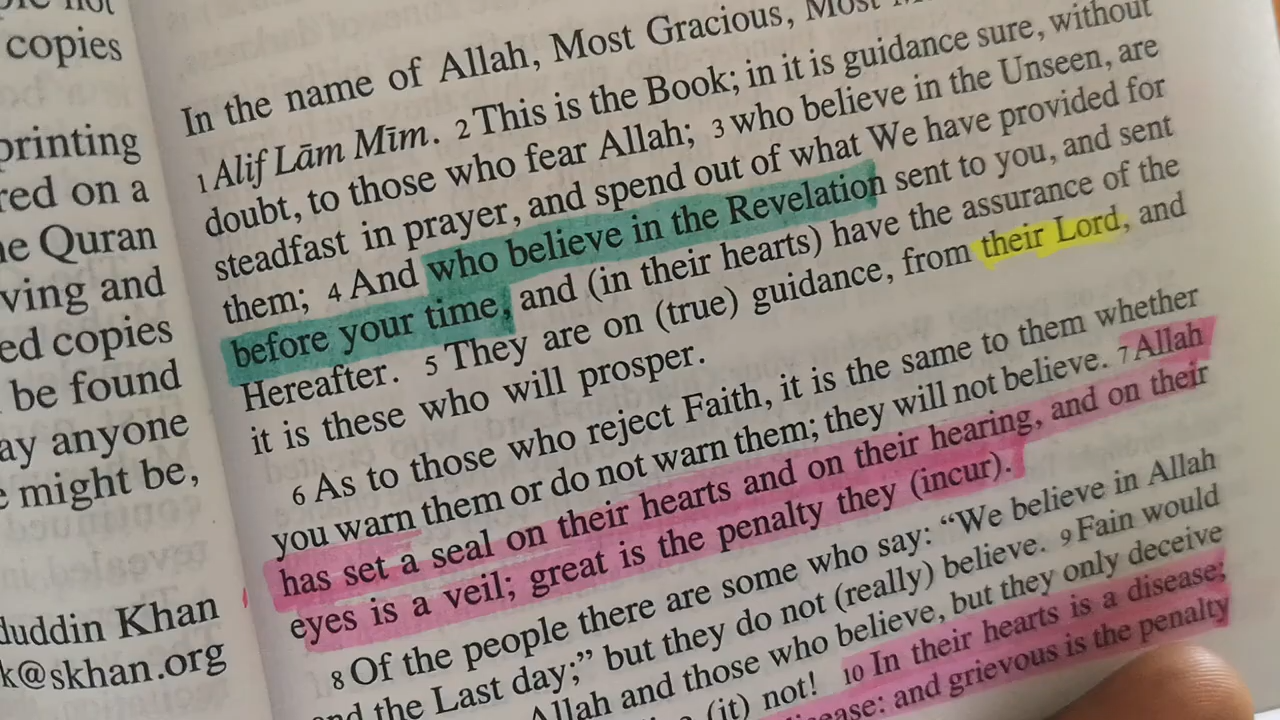 copies
printing
red on a
e Quran
ving and
ed copies
be found
ay anyone
might be,
duddin Khan
k@skhan.org
In the name of Allah, Most Gracious, Most
1 Alif Lām Mīm. 2 This is the Book; in it is guidance sure, without
doubt, to those who fear Allah; 3 who believe in the Unseen, are
steadfast in prayer, and spend out of what We have provided for
them; 4 And who believe in the Revelation sent to you, and sent
before your time, and (in their hearts) have the assurance of the
Hereafter. 5 They are on (true) guidance, from their Lord, and
it is these who will prosper.
6 As to those who reject Faith, it is the same to them whether
you warn them or do not warn them; they will not believe. 7 Allah
has set a seal on their hearts and on their hearing, and on their
eyes is a veil; great is the penalty they (incur).
8 Of the people there are some who say: “We believe in Allah
and the Last day;” but they do not (really) believe. 9 Fain would
Allah and those who believe, but they only deceive
(it) not! 10 In their hearts is a disease;
isease: and grievous is the penalty